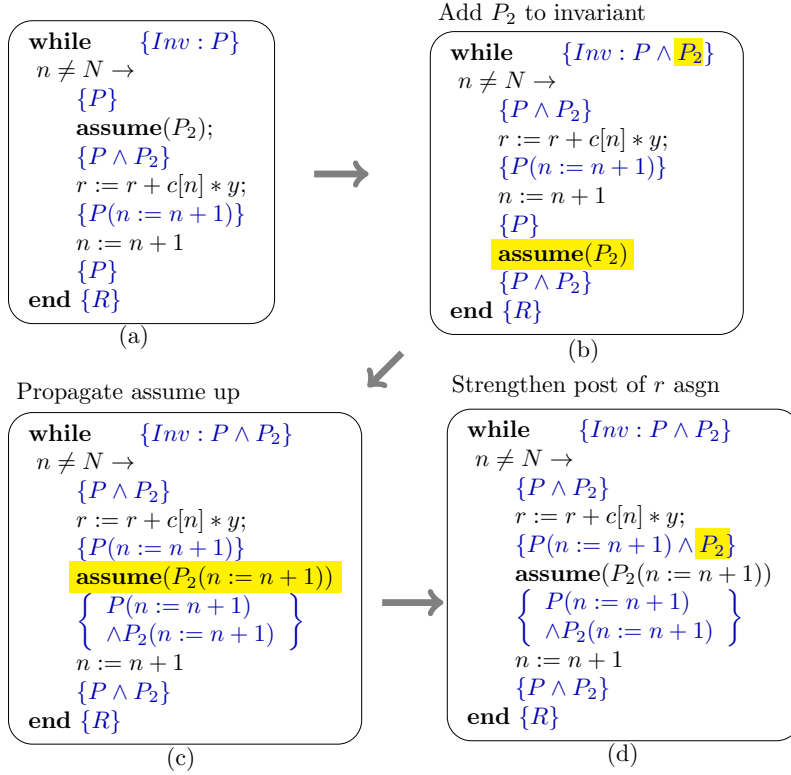 while {Inv : P}
n ≠ N →
{P}
assume(P₂);
{P ∧ P₂}
r := r + c[n] ∗ y;
{P(n := n + 1)}
n := n + 1
{P}
end {R}
(a)
Add P₂ to invariant
while {Inv : P ∧ P₂}
n ≠ N →
{P ∧ P₂}
r := r + c[n] ∗ y;
{P(n := n + 1)}
n := n + 1
{P}
assume(P₂)
{P ∧ P₂}
end {R}
(b)
Propagate assume up
while {Inv : P ∧ P₂}
n ≠ N →
{P ∧ P₂}
r := r + c[n] ∗ y;
{P(n := n + 1)}
assume(P₂(n := n + 1))
{ P(n := n + 1)
∧P₂(n := n + 1) }
n := n + 1
{P ∧ P₂}
end {R}
(c)
Strengthen post of r asgn
while {Inv : P ∧ P₂}
n ≠ N →
{P ∧ P₂}
r := r + c[n] ∗ y;
{P(n := n + 1) ∧ P₂}
assume(P₂(n := n + 1))
{ P(n := n + 1)
∧P₂(n := n + 1) }
n := n + 1
{P ∧ P₂}
end {R}
(d)